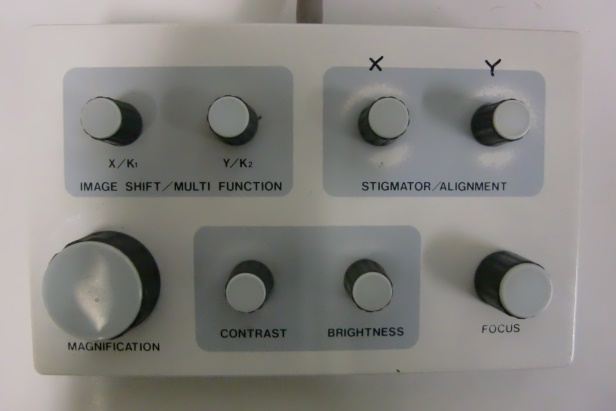 X Y
X/K₁ Y/K₂
IMAGE SHIFT/MULTI FUNCTION
STIGMATOR/ALIGNMENT
MAGNIFICATION
CONTRAST BRIGHTNESS
FOCUS